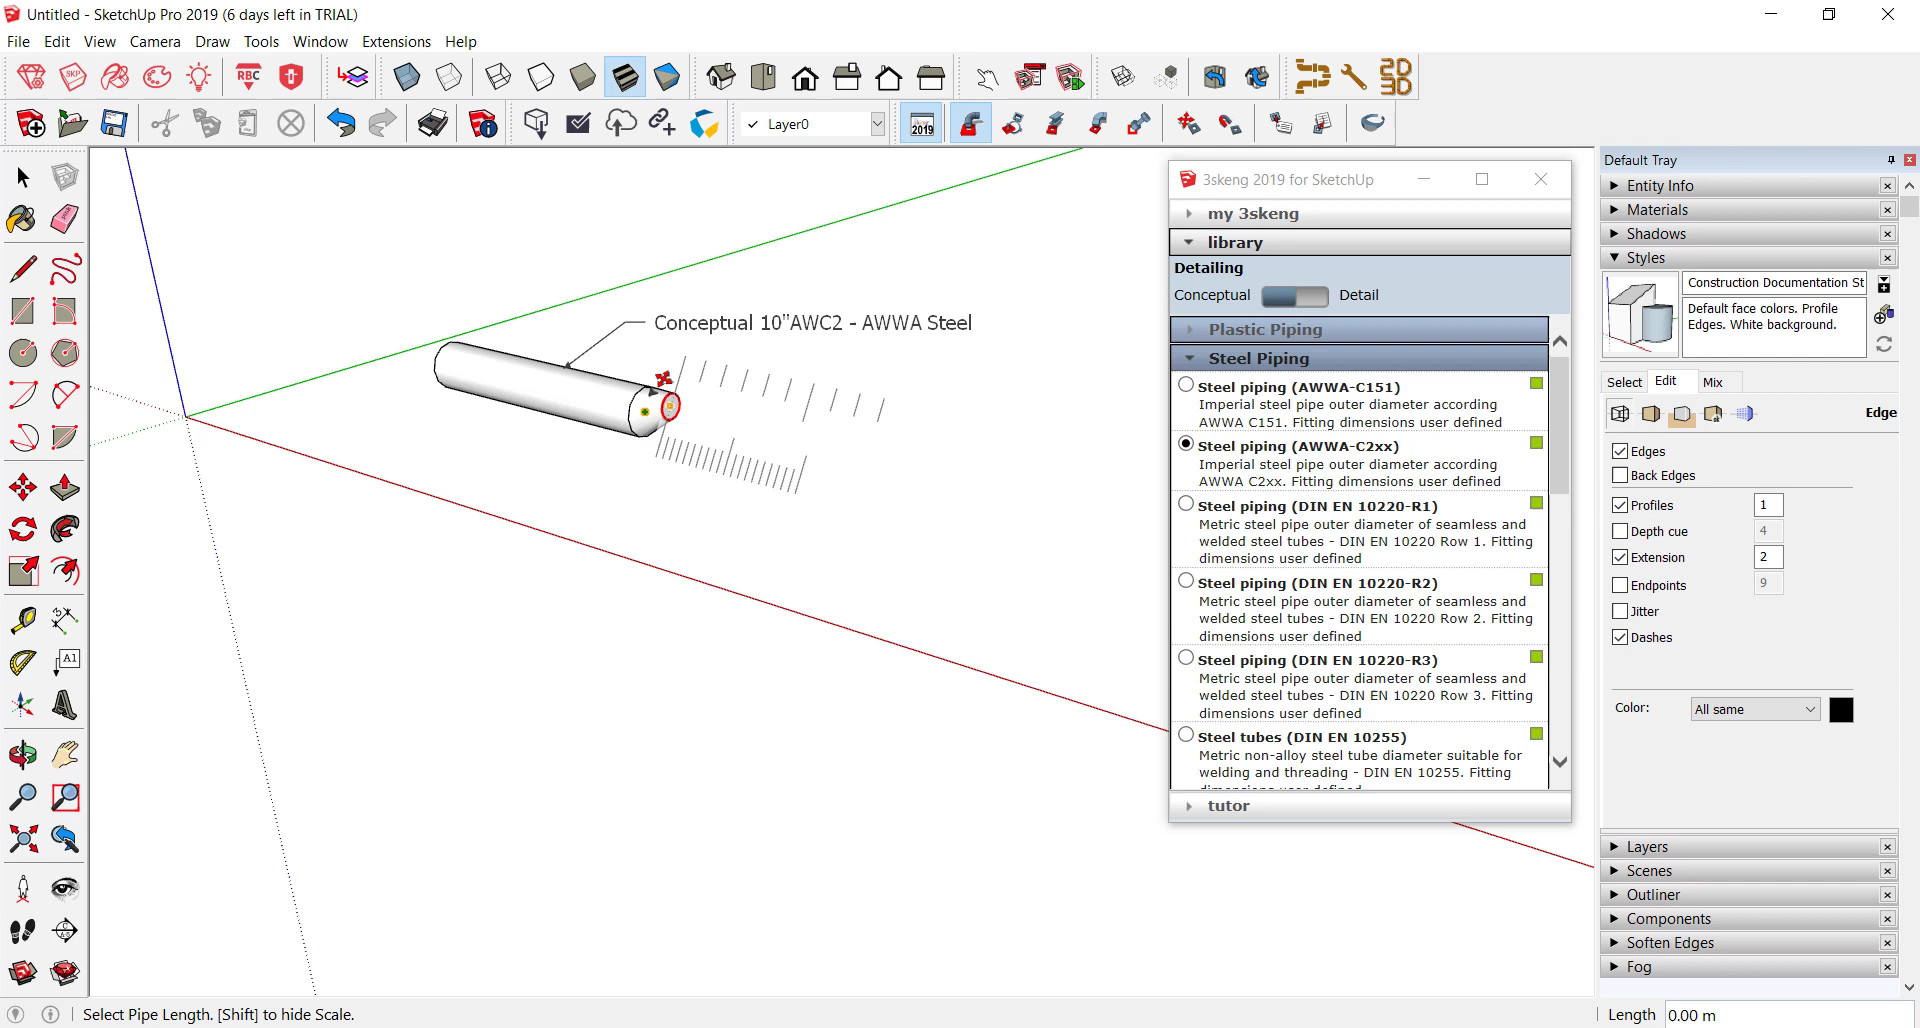 Untitled - SketchUp Pro 2019 (6 days left in TRIAL)
File Edit View Camera Draw Tools Window Extensions Help
SKP
RBC
2D
3D
Layer0
2019
Default Tray
Entity Info
Materials
Shadows
Styles
Construction Documentation St
Default face colors. Profile
Edges. White background.
Select Edit Mix
Edge
Edges
Back Edges
Profiles 1
Depth cue 4
Extension 2
Endpoints 9
Jitter
Dashes
Color: All same
Layers
Scenes
Outliner
Components
Soften Edges
Fog
A1
Conceptual 10"AWC2 - AWWA Steel
3skeng 2019 for SketchUp
my 3skeng
library
Detailing
Conceptual Detail
Plastic Piping
Steel Piping
Steel piping (AWWA-C151)
Imperial steel pipe outer diameter according
AWWA C151. Fitting dimensions user defined
Steel piping (AWWA-C2xx)
Imperial steel pipe outer diameter according
AWWA C2xx. Fitting dimensions user defined
Steel piping (DIN EN 10220-R1)
Metric steel pipe outer diameter of seamless and
welded steel tubes - DIN EN 10220 Row 1. Fitting
dimensions user defined
Steel piping (DIN EN 10220-R2)
Metric steel pipe outer diameter of seamless and
welded steel tubes - DIN EN 10220 Row 2. Fitting
dimensions user defined
Steel piping (DIN EN 10220-R3)
Metric steel pipe outer diameter of seamless and
welded steel tubes - DIN EN 10220 Row 3. Fitting
dimensions user defined
Steel tubes (DIN EN 10255)
Metric non-alloy steel tube diameter suitable for
welding and threading - DIN EN 10255. Fitting
tutor
Select Pipe Length. [Shift] to hide Scale.
Length 0.00 m